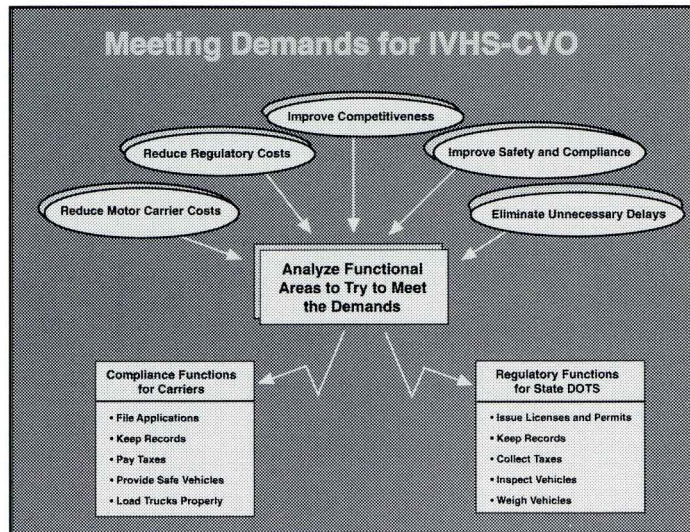 Meeting Demands for IVHS-CVO
Improve Competitiveness
Reduce Regulatory Costs
Improve Safety and Compliance
Reduce Motor Carrier Costs
Eliminate Unnecessary Delays
Analyze Functional
Areas to Try to Meet
the Demands
Compliance Functions
for Carriers
• File Applications
• Keep Records
• Pay Taxes
• Provide Safe Vehicles
• Load Trucks Properly
Regulatory Functions
for State DOTS
• Issue Licenses and Permits
• Keep Records
• Collect Taxes
• Inspect Vehicles
• Weigh Vehicles